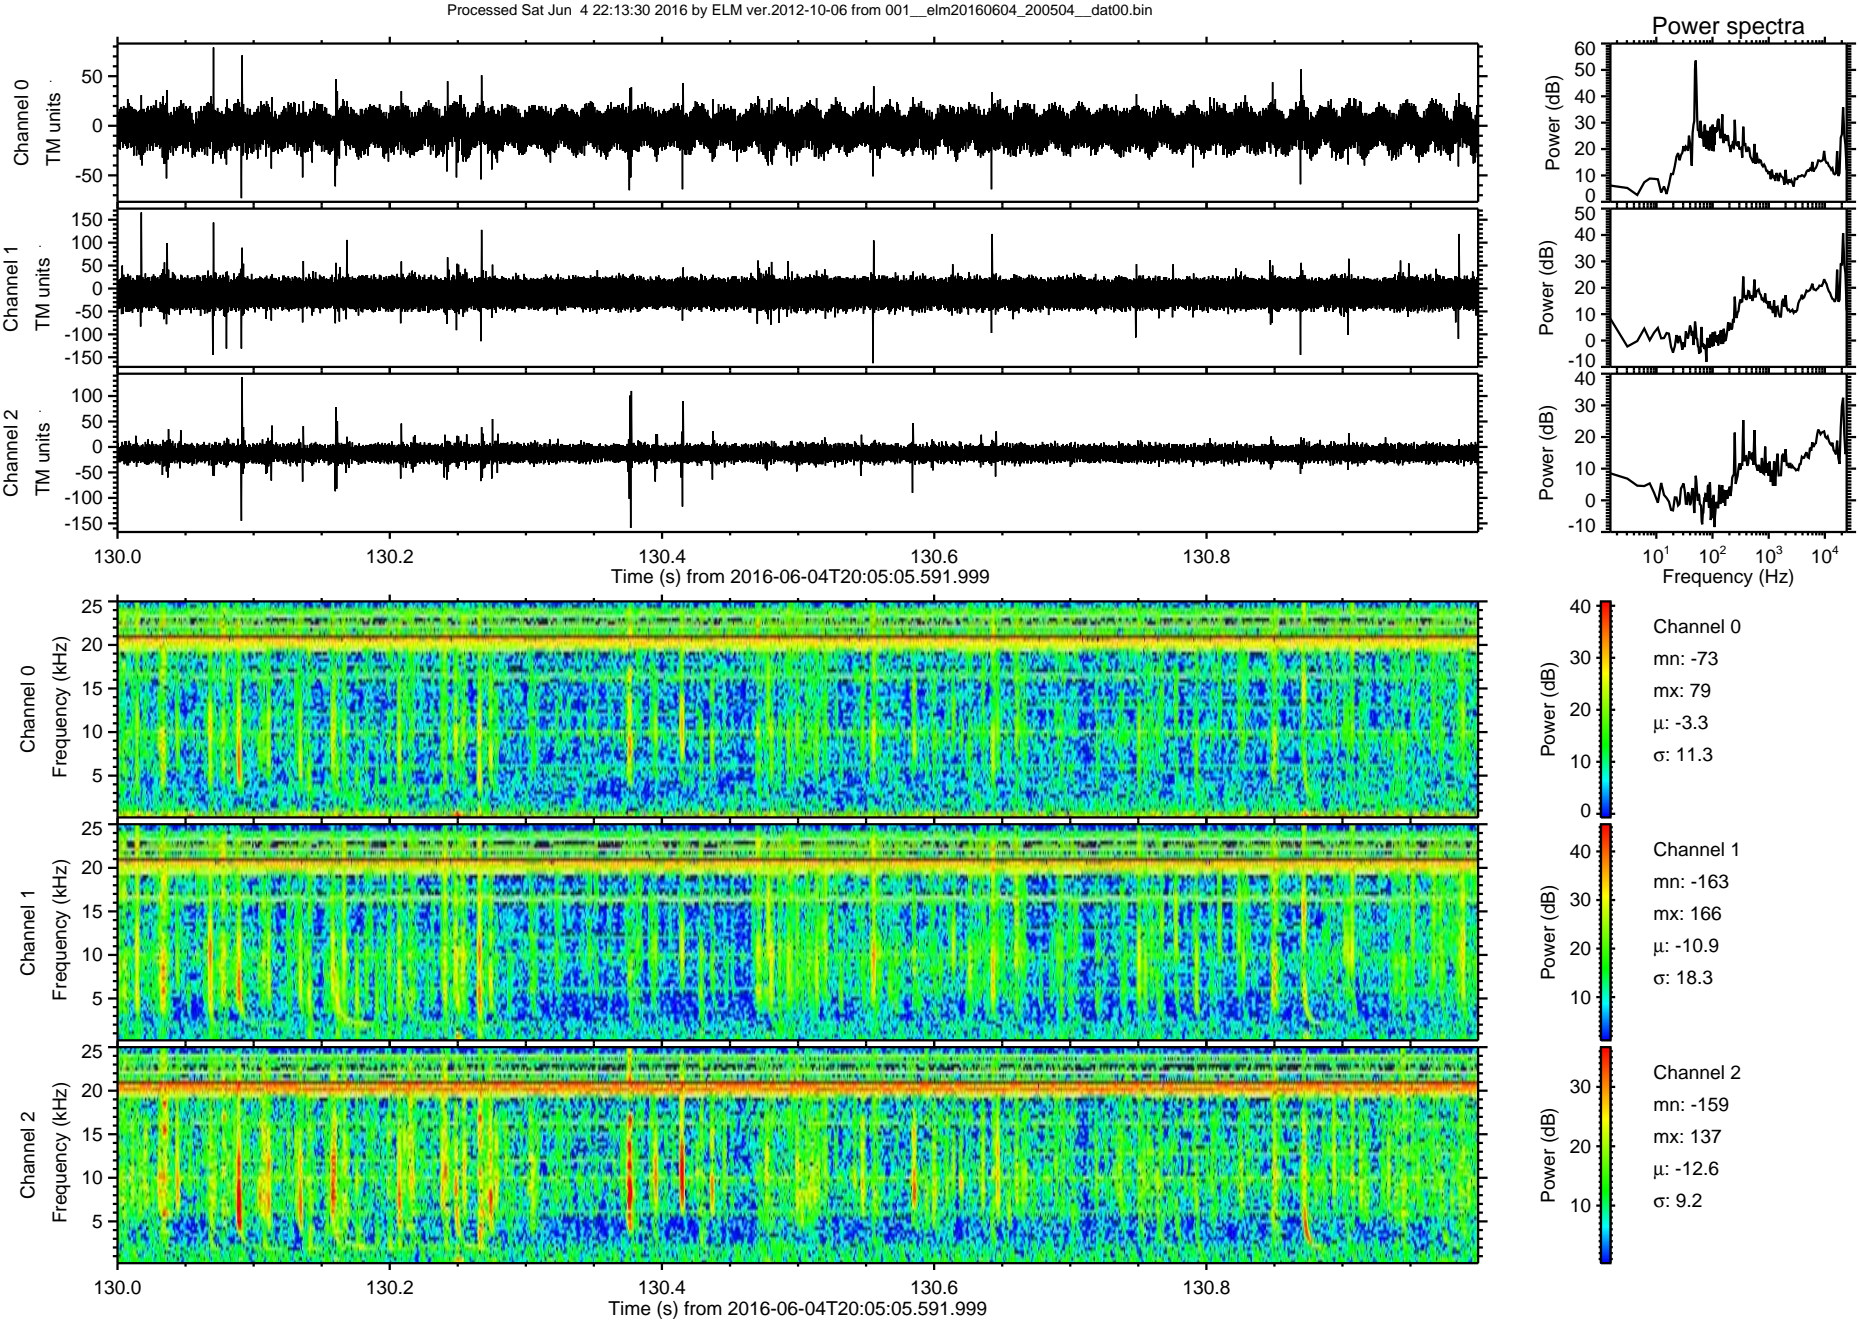 Processed Sat Jun  4 22:13:30 2016 by ELM ver.2012-10-06 from 001__elm20160604_200504__dat00.bin
Power spectra
Channel 0
TM units
50
0
-50
Power (dB)
60
50
40
30
20
10
0
Channel 1
TM units
150
100
50
0
-50
-100
-150
Power (dB)
50
40
30
20
10
0
-10
Channel 2
TM units
100
50
0
-50
-100
-150
Power (dB)
40
30
20
10
0
-10
130.0 130.2 130.4 130.6 130.8
Time (s) from 2016-06-04T20:05:05.591.999
10¹ 10² 10³ 10⁴
Frequency (Hz)
Channel 0
Frequency (kHz)
25
20
15
10
5
Power (dB)
40
30
20
10
0
Channel 0
mn: -73
mx: 79
μ: -3.3
σ: 11.3
Channel 1
Frequency (kHz)
25
20
15
10
5
Power (dB)
40
30
20
10
Channel 1
mn: -163
mx: 166
μ: -10.9
σ: 18.3
Channel 2
Frequency (kHz)
25
20
15
10
5
Power (dB)
30
20
10
Channel 2
mn: -159
mx: 137
μ: -12.6
σ: 9.2
130.0 130.2 130.4 130.6 130.8
Time (s) from 2016-06-04T20:05:05.591.999